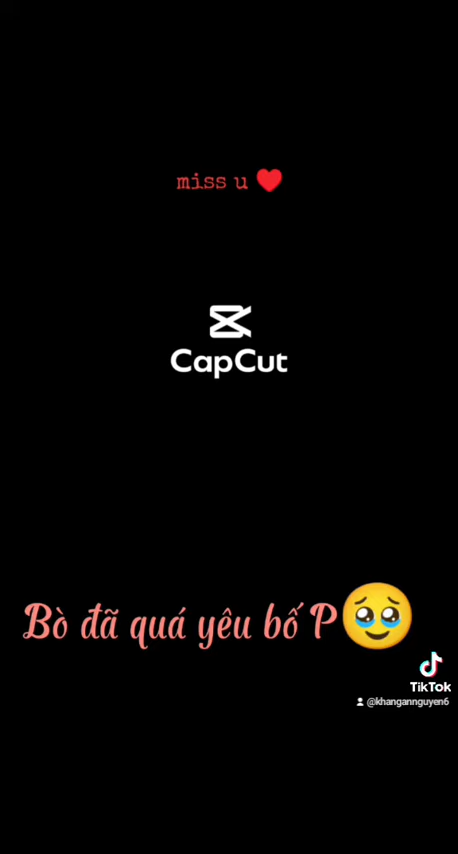 miss u ❤️
CapCut
Bò đã quá yêu bố P🥹
TikTok
@khangannguyen6